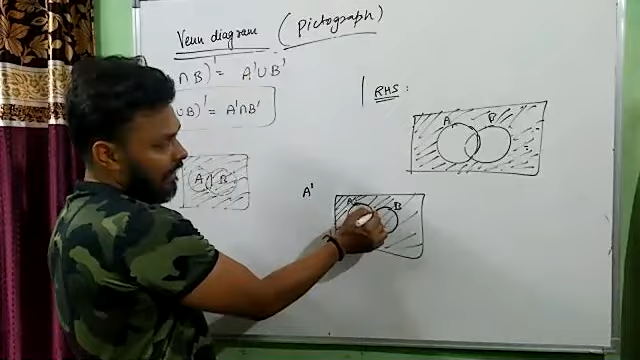 Venn diagram (Pictograph)
∩ B)' = A'∪B'
∪B)' = A'∩B'
RHS :
A B
A B
A'
A B